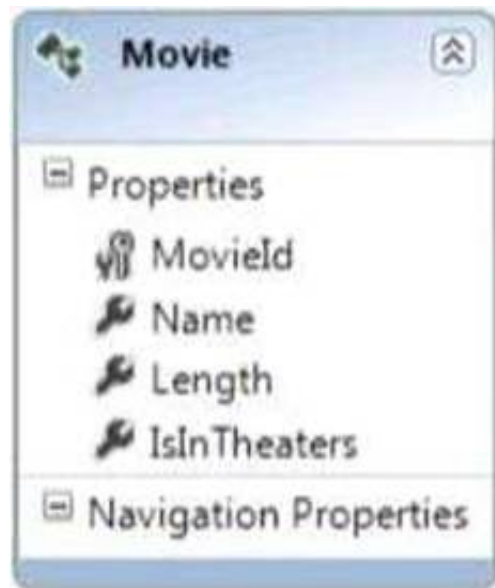 Movie
Properties
MovieId
Name
Length
IsInTheaters
Navigation Properties